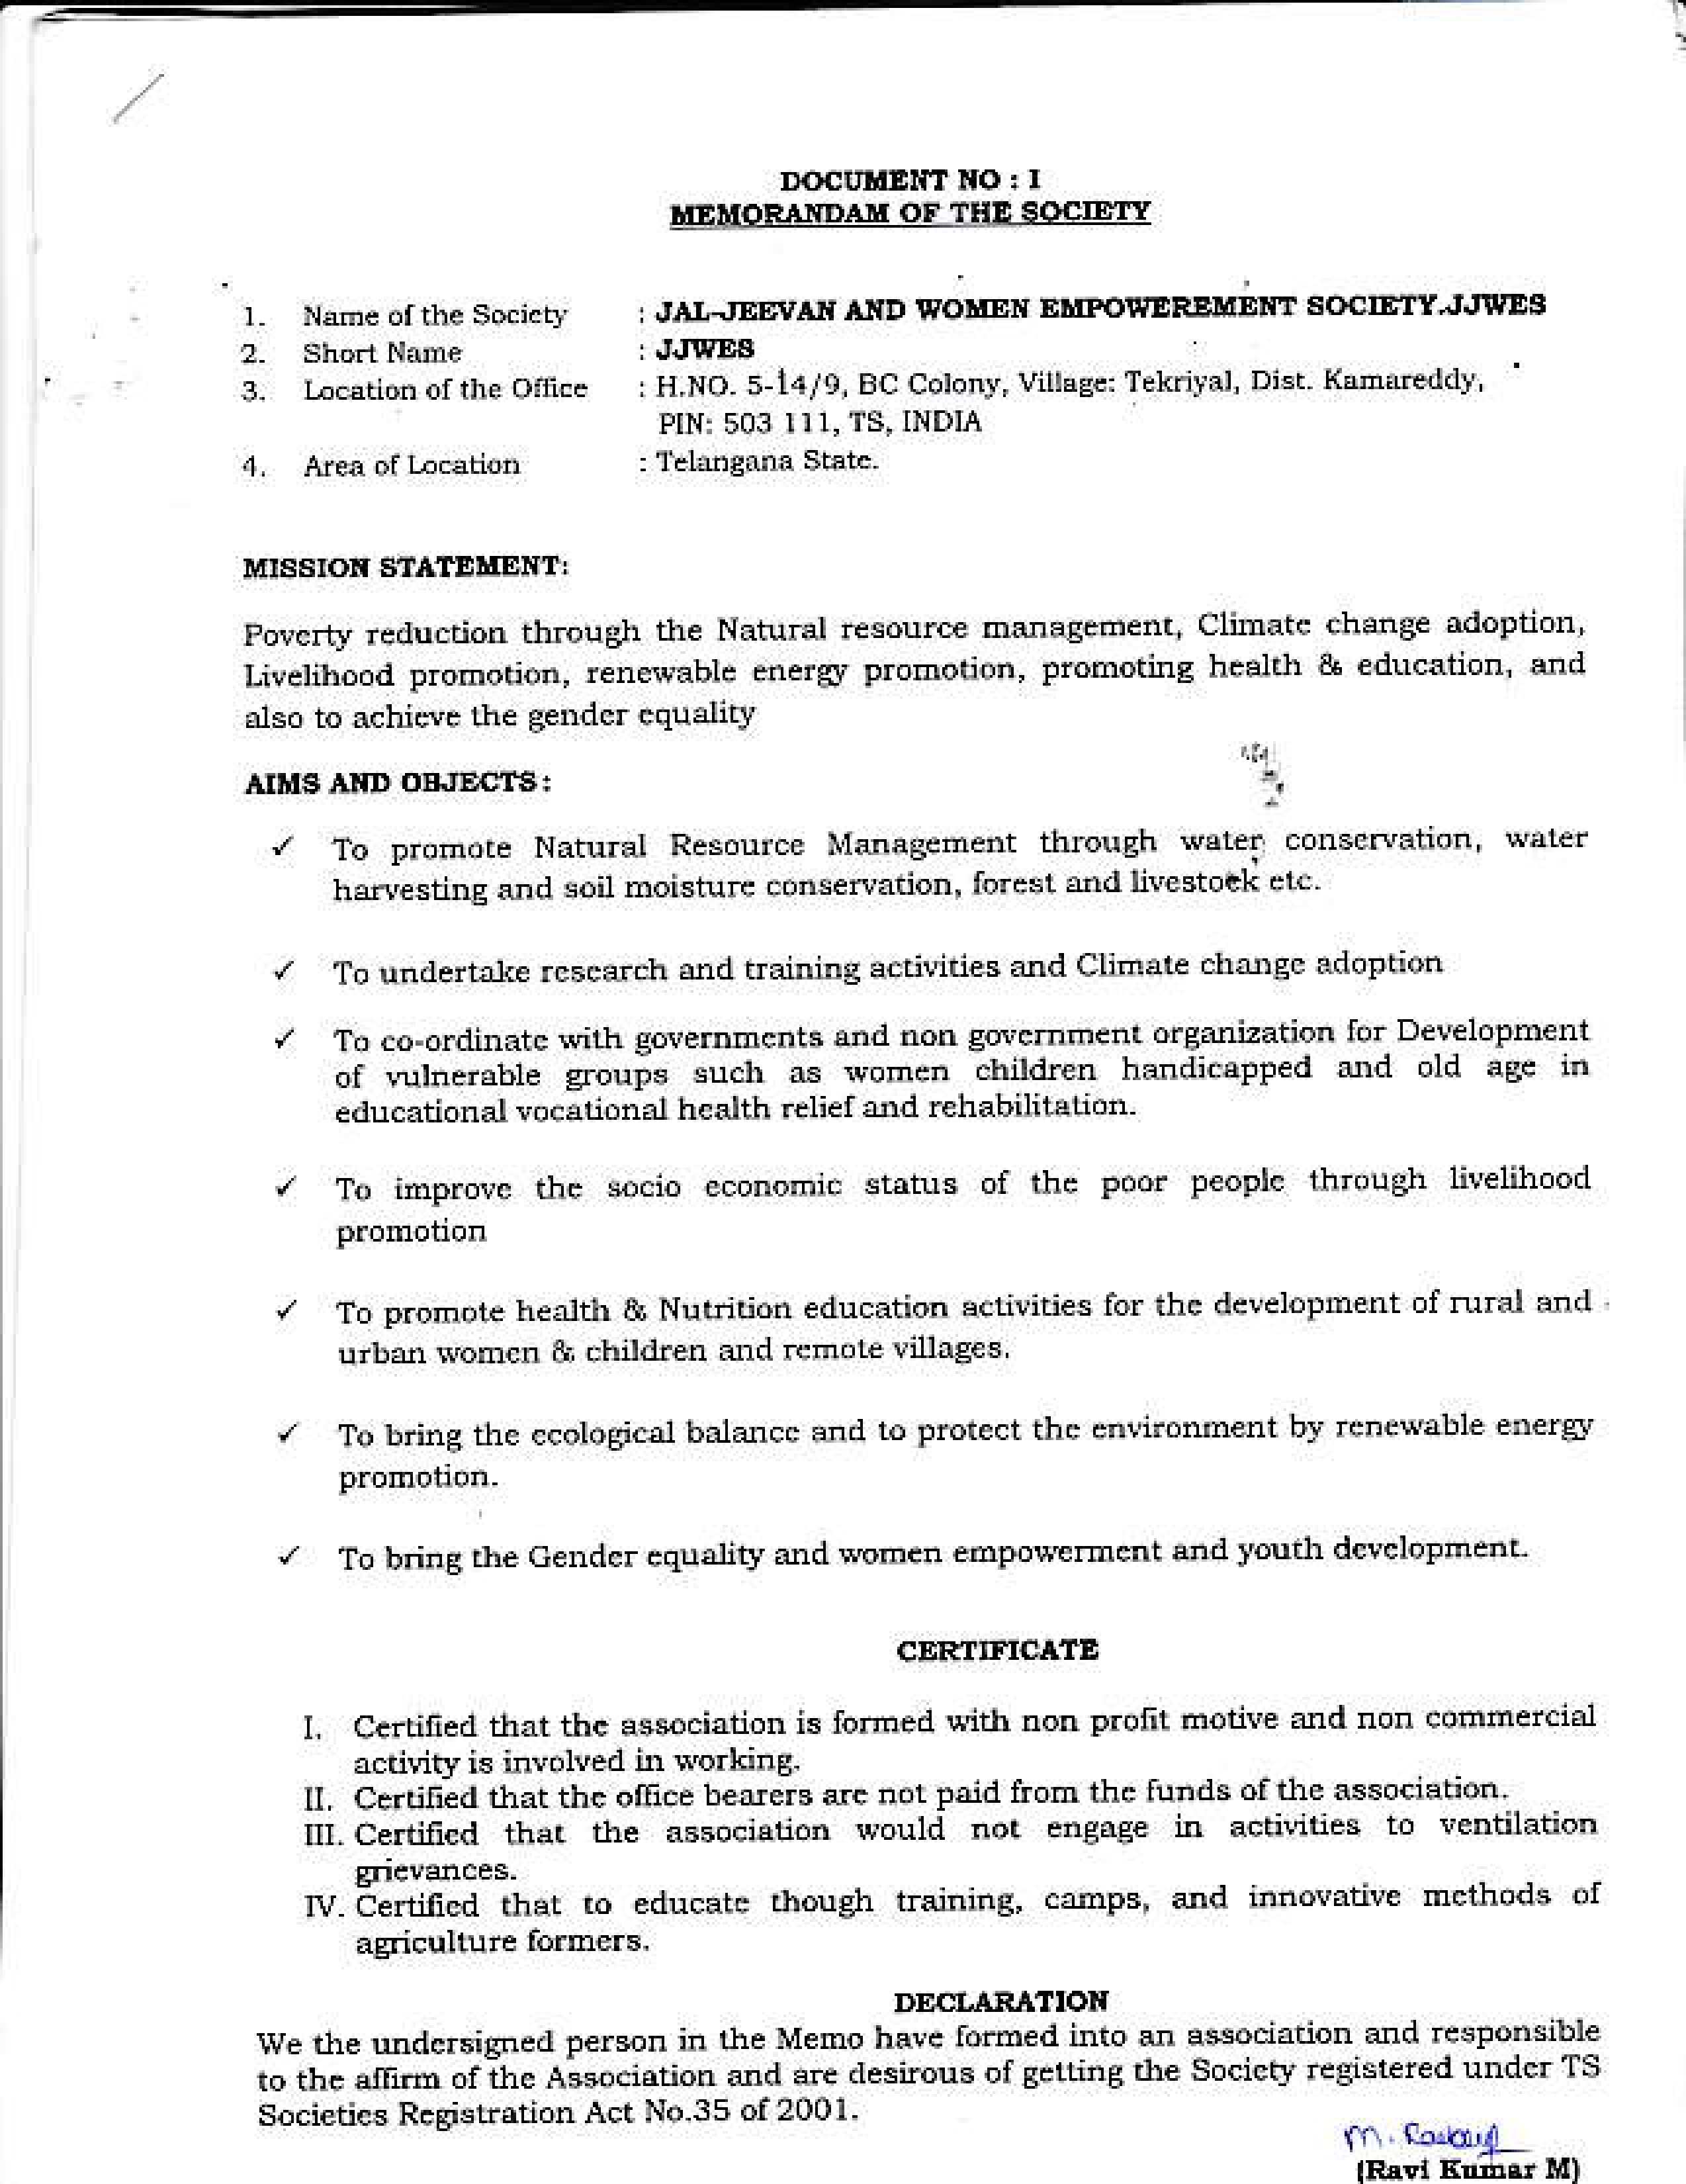 DOCUMENT NO : I
MEMORANDAM OF THE SOCIETY
1. Name of the Society : JAL-JEEVAN AND WOMEN EMPOWEREMENT SOCIETY.JJWES
2. Short Name : JJWES
3. Location of the Office : H.NO. 5-14/9, BC Colony, Village: Tekriyal, Dist. Kamareddy,
PIN: 503 111, TS, INDIA
4. Area of Location : Telangana State.
MISSION STATEMENT:
Poverty reduction through the Natural resource management, Climate change adoption,
Livelihood promotion, renewable energy promotion, promoting health & education, and
also to achieve the gender equality
AIMS AND OBJECTS:
✓ To promote Natural Resource Management through water conservation, water
harvesting and soil moisture conservation, forest and livestock etc.
✓ To undertake research and training activities and Climate change adoption
✓ To co-ordinate with governments and non government organization for Development
of vulnerable groups such as women children handicapped and old age in
educational vocational health relief and rehabilitation.
✓ To improve the socio economic status of the poor people through livelihood
promotion
✓ To promote health & Nutrition education activities for the development of rural and
urban women & children and remote villages.
✓ To bring the ecological balance and to protect the environment by renewable energy
promotion.
✓ To bring the Gender equality and women empowerment and youth development.
CERTIFICATE
I. Certified that the association is formed with non profit motive and non commercial
activity is involved in working.
II. Certified that the office bearers are not paid from the funds of the association.
III. Certified that the association would not engage in activities to ventilation
grievances.
IV. Certified that to educate though training, camps, and innovative methods of
agriculture formers.
DECLARATION
We the undersigned person in the Memo have formed into an association and responsible
to the affirm of the Association and are desirous of getting the Society registered under TS
Societies Registration Act No.35 of 2001.
M.
(Ravi Kumar M)